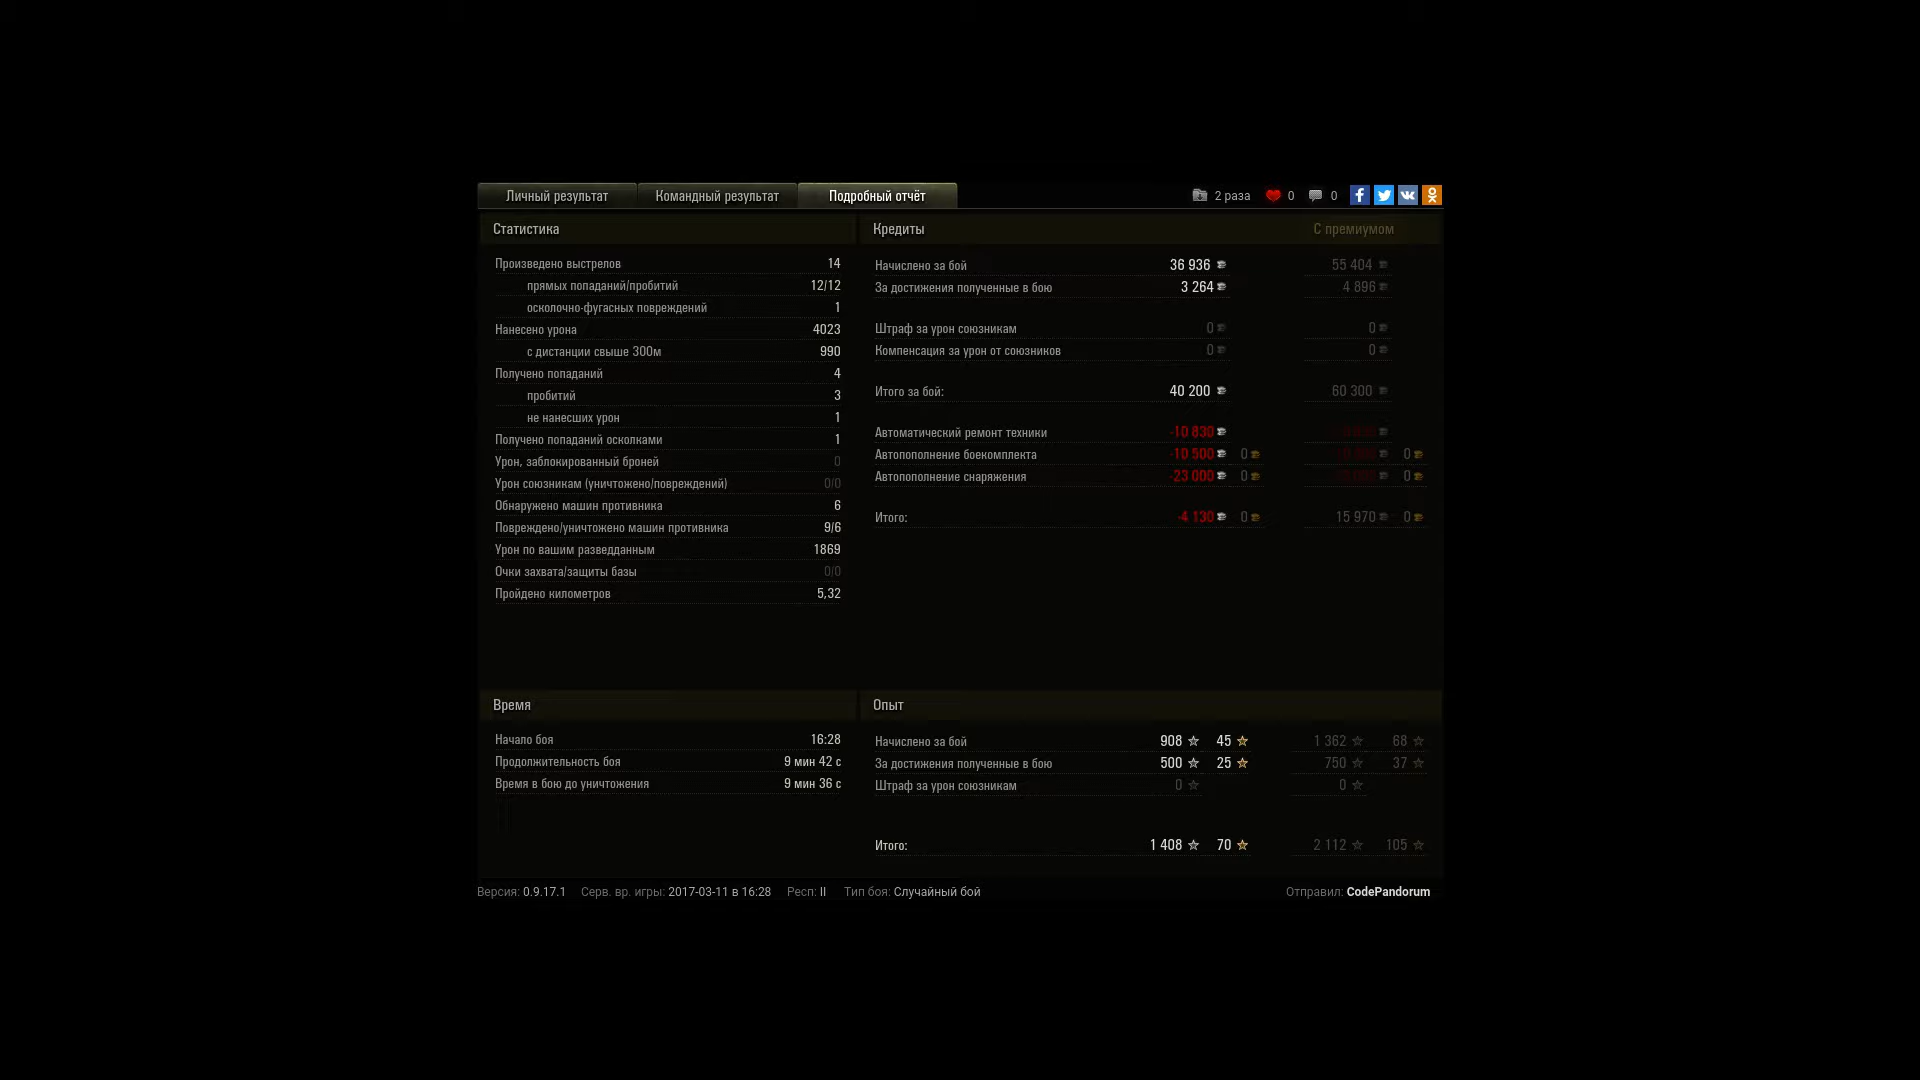 Личный результат Командный результат Подробный отчёт 2 раза 0 0
Статистика
Произведено выстрелов 14
прямых попаданий/пробитий 12/12
осколочно-фугасных повреждений 1
Нанесено урона 4023
с дистанции свыше 300м 990
Получено попаданий 4
пробитий 3
не нанесших урон 1
Получено попаданий осколками 1
Урон, заблокированный броней 0
Урон союзникам (уничтожено/повреждений) 0/0
Обнаружено машин противника 6
Повреждено/уничтожено машин противника 9/6
Урон по вашим разведданным 1869
Очки захвата/защиты базы 0/0
Пройдено километров 5,32
Кредиты С премиумом
Начислено за бой 36 936 55 404
За достижения полученные в бою 3 264 4 896
Штраф за урон союзникам 0 0
Компенсация за урон от союзников 0 0
Итого за бой: 40 200 60 300
Автоматический ремонт техники -10 830
Автопополнение боекомплекта -10 500 0 0
Автопополнение снаряжения -23 000 0 0
Итого: -4 130 0 15 970 0
Время
Начало боя 16:28
Продолжительность боя 9 мин 42 с
Время в бою до уничтожения 9 мин 36 с
Опыт
Начислено за бой 908 45 1 362 68
За достижения полученные в бою 500 25 750 37
Штраф за урон союзникам 0 0
Итого: 1 408 70 2 112 105
Версия: 0.9.17.1 Серв. вр. игры: 2017-03-11 в 16:28 Респ: II Тип боя: Случайный бой Отправил: CodePandorum